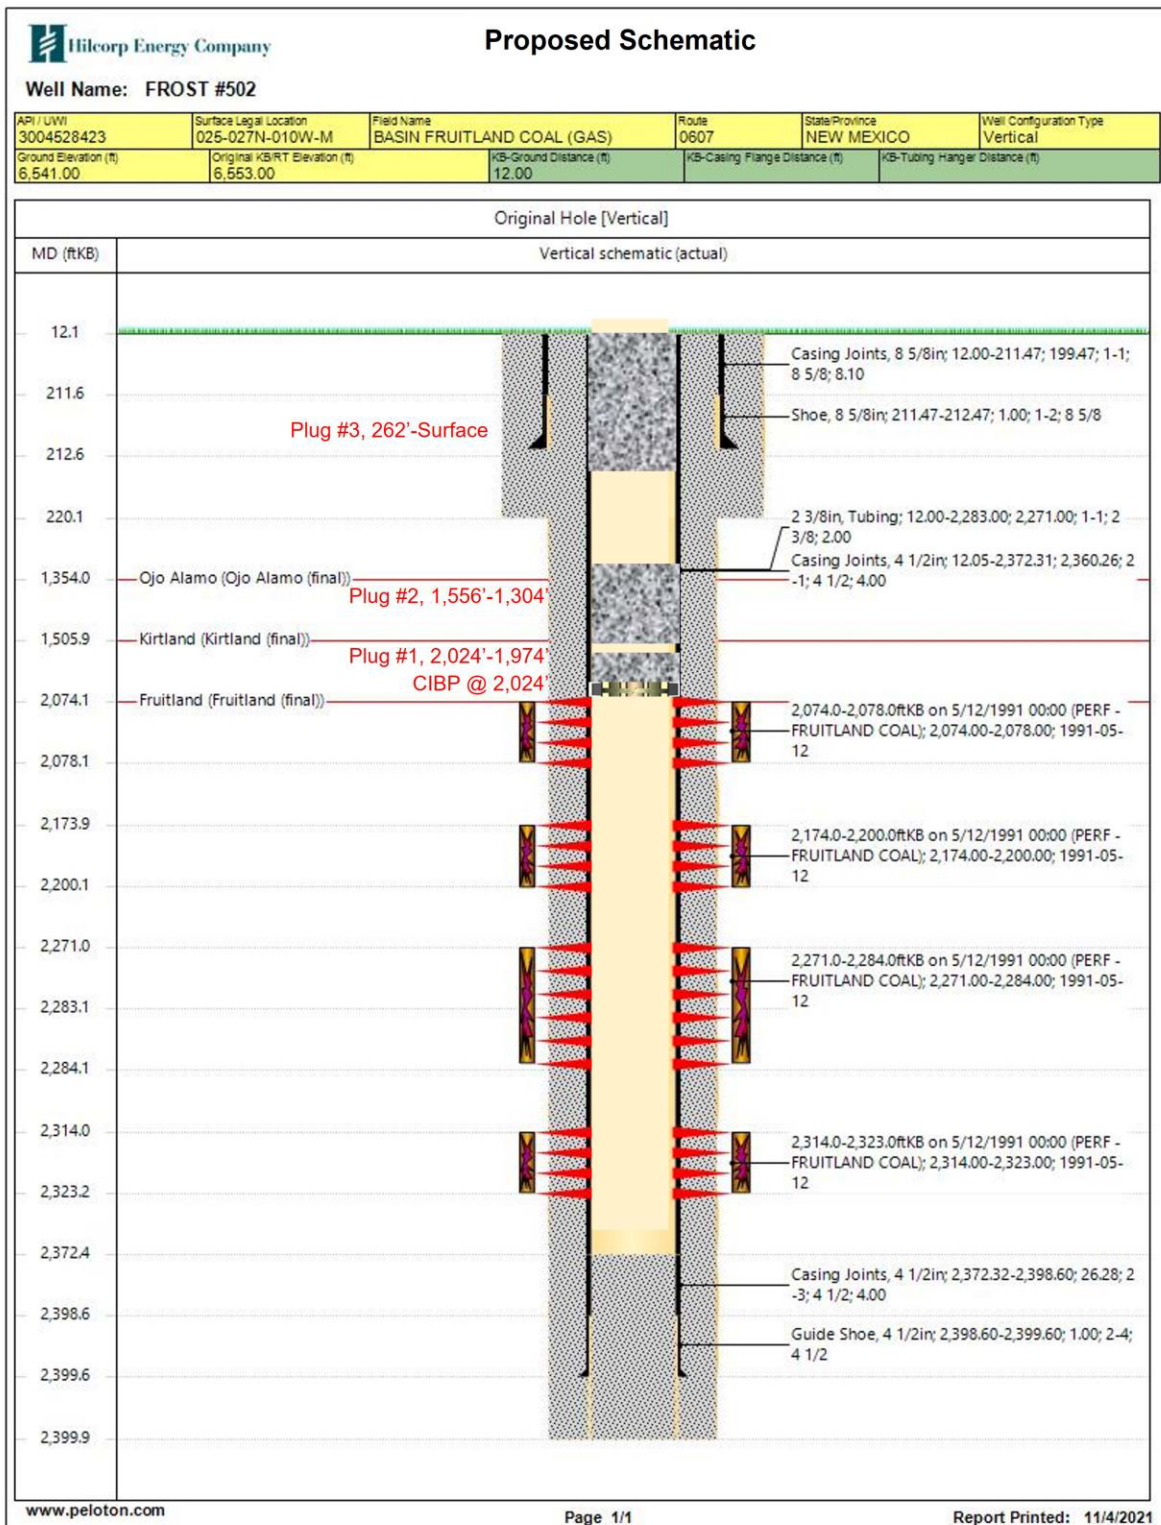 Hilcorp Energy Company
Proposed Schematic
Well Name: FROST #502
API / UWI
3004528423
Surface Legal Location
025-027N-010W-M
Field Name
BASIN FRUITLAND COAL (GAS)
Route
0607
State/Province
NEW MEXICO
Well Configuration Type
Vertical
Ground Elevation (ft)
6,541.00
Original KB/RT Elevation (ft)
6,553.00
KB-Ground Distance (ft)
12.00
KB-Casing Flange Distance (ft)
KB-Tubing Hanger Distance (ft)
Original Hole [Vertical]
MD (ftKB)
Vertical schematic (actual)
12.1
Casing Joints, 8 5/8in; 12.00-211.47; 199.47; 1-1;
8 5/8; 8.10
211.6
Shoe, 8 5/8in; 211.47-212.47; 1.00; 1-2; 8 5/8
Plug #3, 262'-Surface
212.6
220.1
2 3/8in, Tubing; 12.00-2,283.00; 2,271.00; 1-1; 2
3/8; 2.00
Casing Joints, 4 1/2in; 12.05-2,372.31; 2,360.26; 2
-1; 4 1/2; 4.00
1,354.0
Ojo Alamo (Ojo Alamo (final))
Plug #2, 1,556'-1,304'
1,505.9
Kirtland (Kirtland (final))
Plug #1, 2,024'-1,974'
CIBP @ 2,024'
2,074.1
Fruitland (Fruitland (final))
2,074.0-2,078.0ftKB on 5/12/1991 00:00 (PERF -
FRUITLAND COAL); 2,074.00-2,078.00; 1991-05-
12
2,078.1
2,173.9
2,174.0-2,200.0ftKB on 5/12/1991 00:00 (PERF -
FRUITLAND COAL); 2,174.00-2,200.00; 1991-05-
12
2,200.1
2,271.0
2,271.0-2,284.0ftKB on 5/12/1991 00:00 (PERF -
FRUITLAND COAL); 2,271.00-2,284.00; 1991-05-
12
2,283.1
2,284.1
2,314.0
2,314.0-2,323.0ftKB on 5/12/1991 00:00 (PERF -
FRUITLAND COAL); 2,314.00-2,323.00; 1991-05-
12
2,323.2
2,372.4
Casing Joints, 4 1/2in; 2,372.32-2,398.60; 26.28; 2
-3; 4 1/2; 4.00
2,398.6
Guide Shoe, 4 1/2in; 2,398.60-2,399.60; 1.00; 2-4;
4 1/2
2,399.6
2,399.9
www.peloton.com
Page 1/1
Report Printed: 11/4/2021